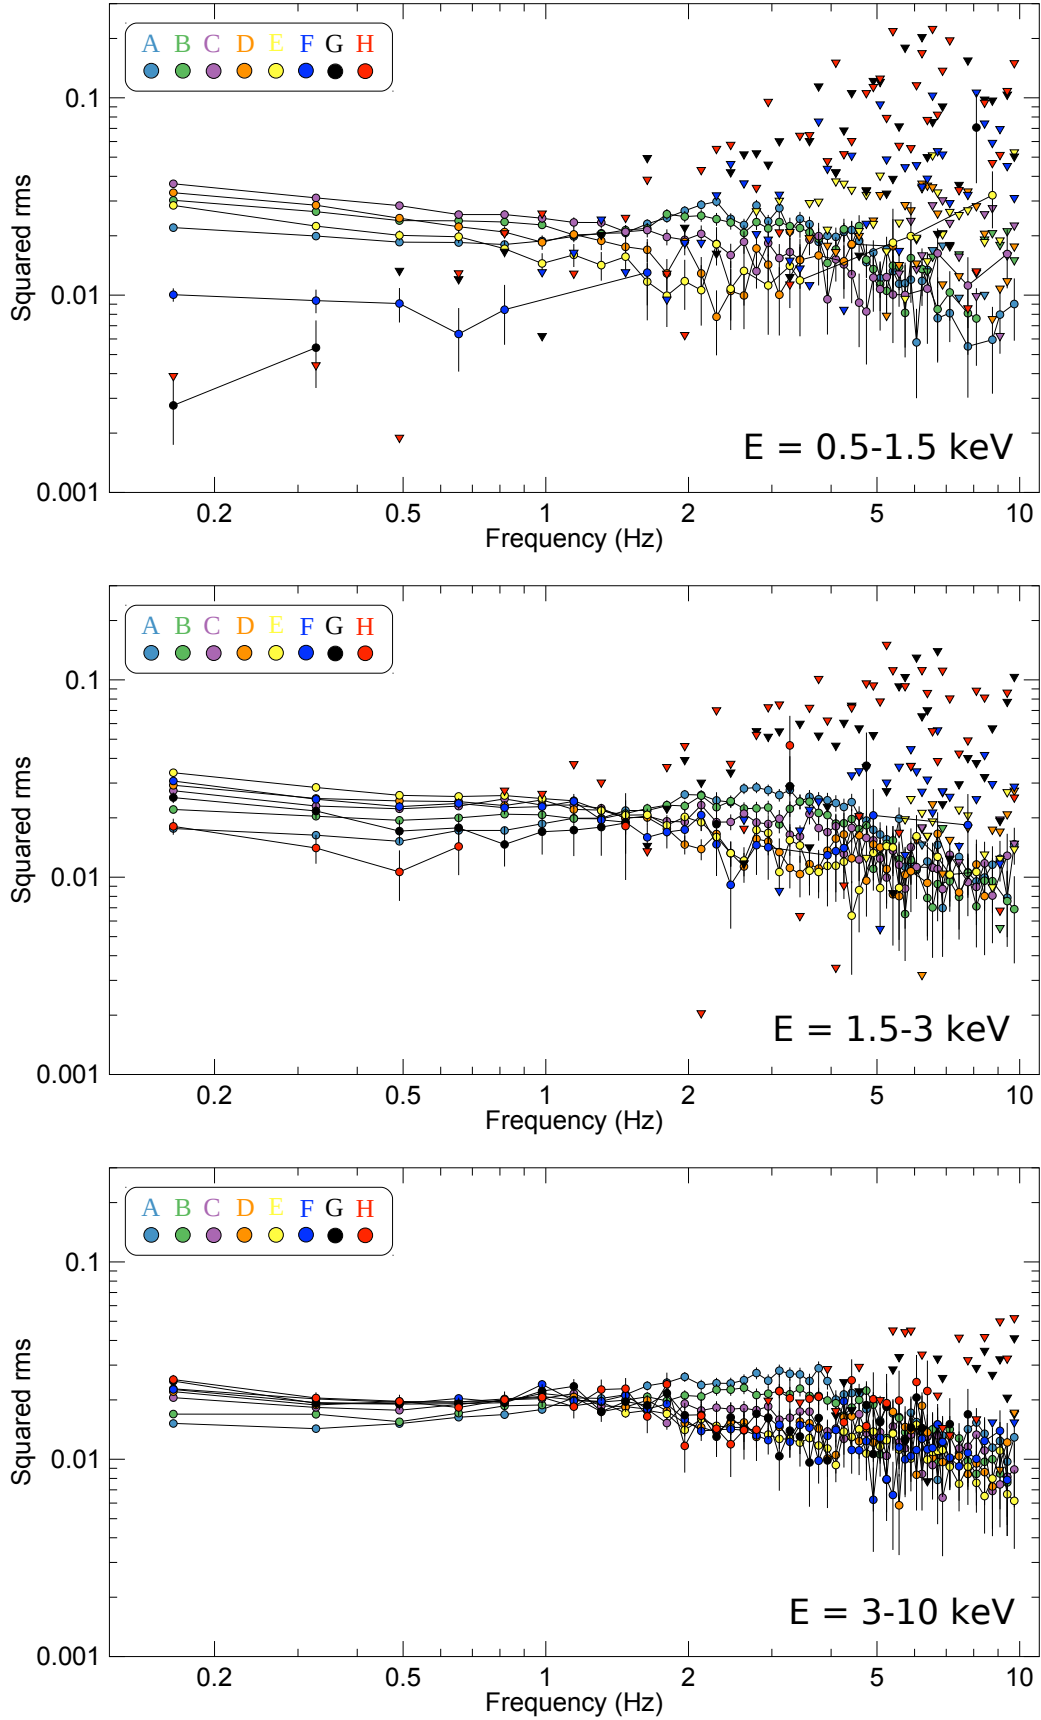 A B C D E F G H
0.1
0.01
0.001
Squared rms
E = 0.5-1.5 keV
0.2 0.5 1 2 5 10
Frequency (Hz)
A B C D E F G H
0.1
0.01
0.001
Squared rms
E = 1.5-3 keV
0.2 0.5 1 2 5 10
Frequency (Hz)
A B C D E F G H
0.1
0.01
0.001
Squared rms
E = 3-10 keV
0.2 0.5 1 2 5 10
Frequency (Hz)